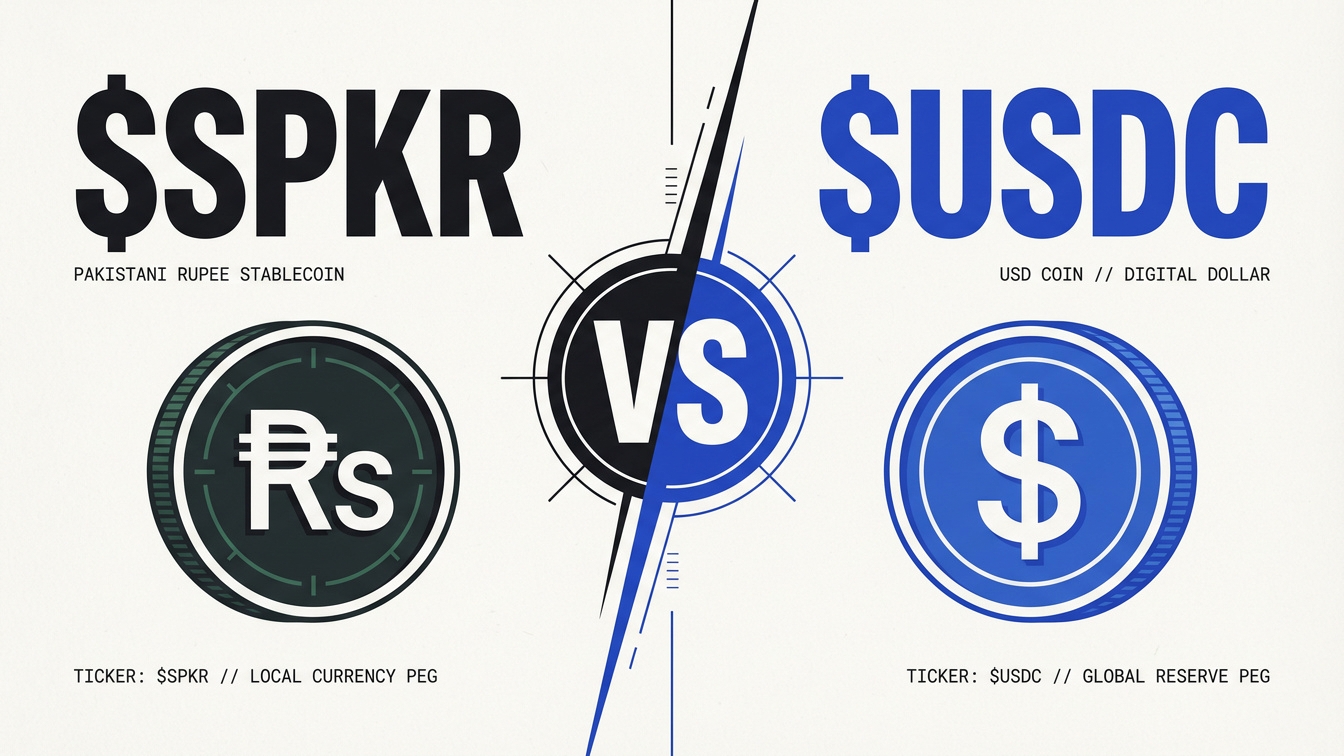 $SPKR
PAKISTANI RUPEE STABLECOIN
₨
TICKER: $SPKR // LOCAL CURRENCY PEG
VS
$USDC
USD COIN // DIGITAL DOLLAR
$
TICKER: $USDC // GLOBAL RESERVE PEG